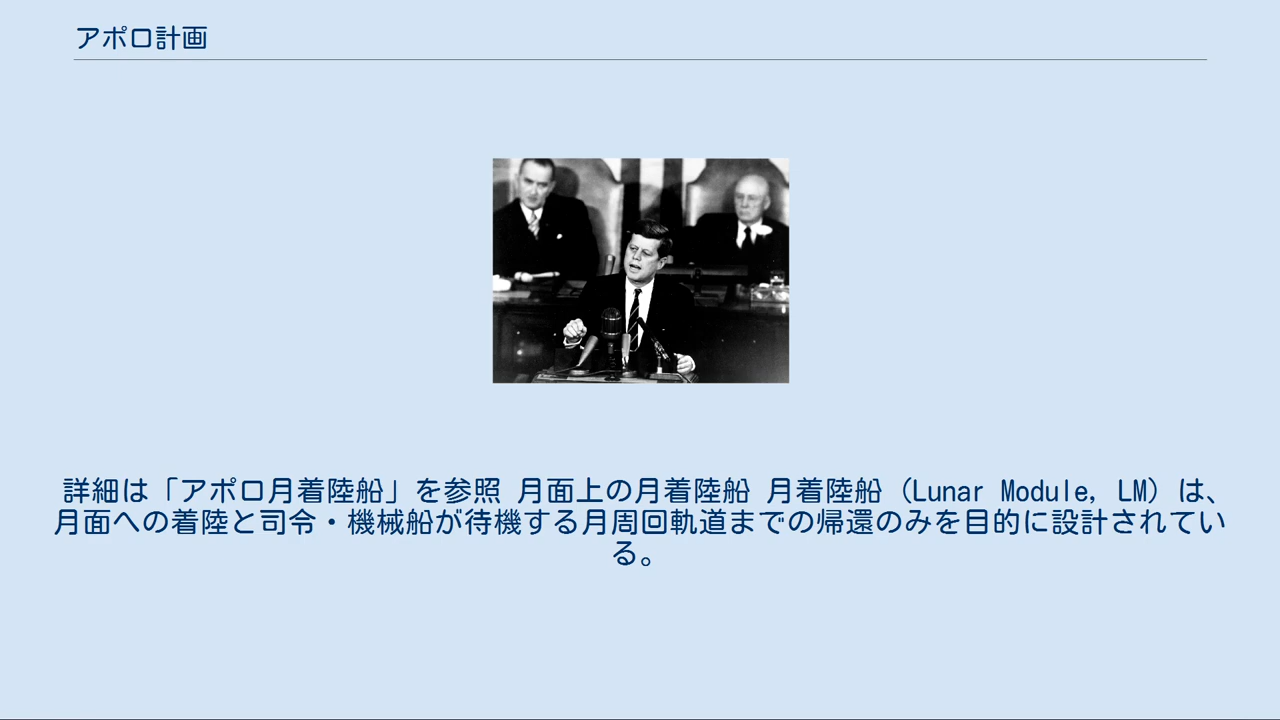 アポロ計画
詳細は「アポロ月着陸船」を参照 月面上の月着陸船 月着陸船（Lunar Module, LM）は、
月面への着陸と司令・機械船が待機する月周回軌道までの帰還のみを目的に設計されてい
る。